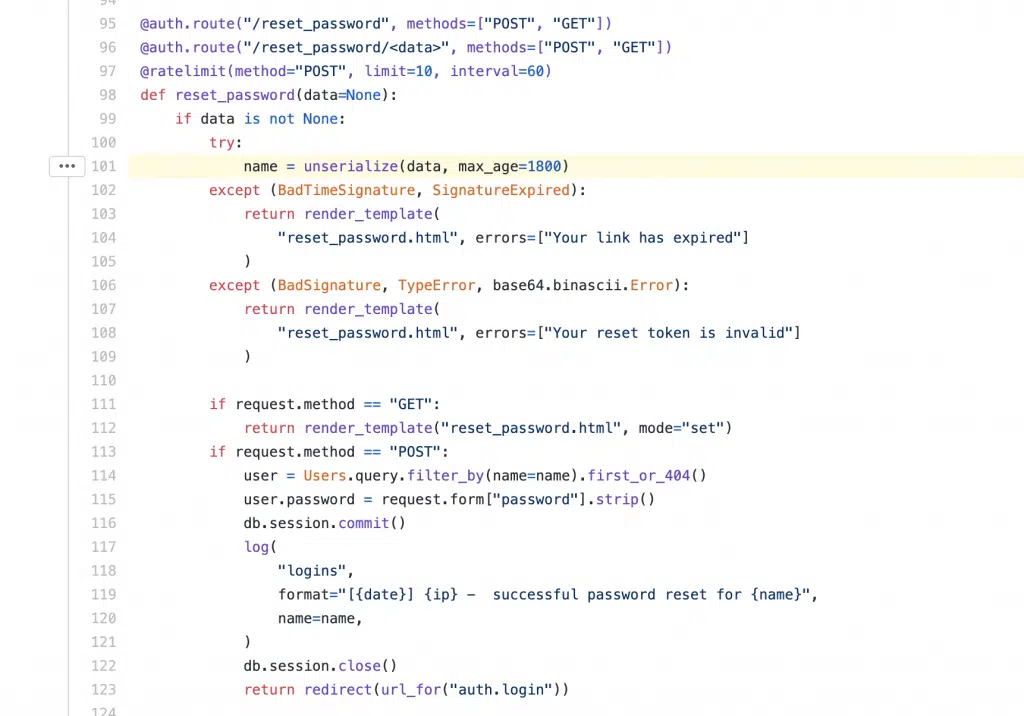 94
95 @auth.route("/reset_password", methods=["POST", "GET"])
96 @auth.route("/reset_password/<data>", methods=["POST", "GET"])
97 @ratelimit(method="POST", limit=10, interval=60)
98 def reset_password(data=None):
99     if data is not None:
100         try:
••• 101             name = unserialize(data, max_age=1800)
102         except (BadTimeSignature, SignatureExpired):
103             return render_template(
104                 "reset_password.html", errors=["Your link has expired"]
105             )
106         except (BadSignature, TypeError, base64.binascii.Error):
107             return render_template(
108                 "reset_password.html", errors=["Your reset token is invalid"]
109             )
110
111         if request.method == "GET":
112             return render_template("reset_password.html", mode="set")
113         if request.method == "POST":
114             user = Users.query.filter_by(name=name).first_or_404()
115             user.password = request.form["password"].strip()
116             db.session.commit()
117             log(
118                 "logins",
119                 format="[{date}] {ip} -  successful password reset for {name}",
120                 name=name,
121             )
122             db.session.close()
123             return redirect(url_for("auth.login"))
124